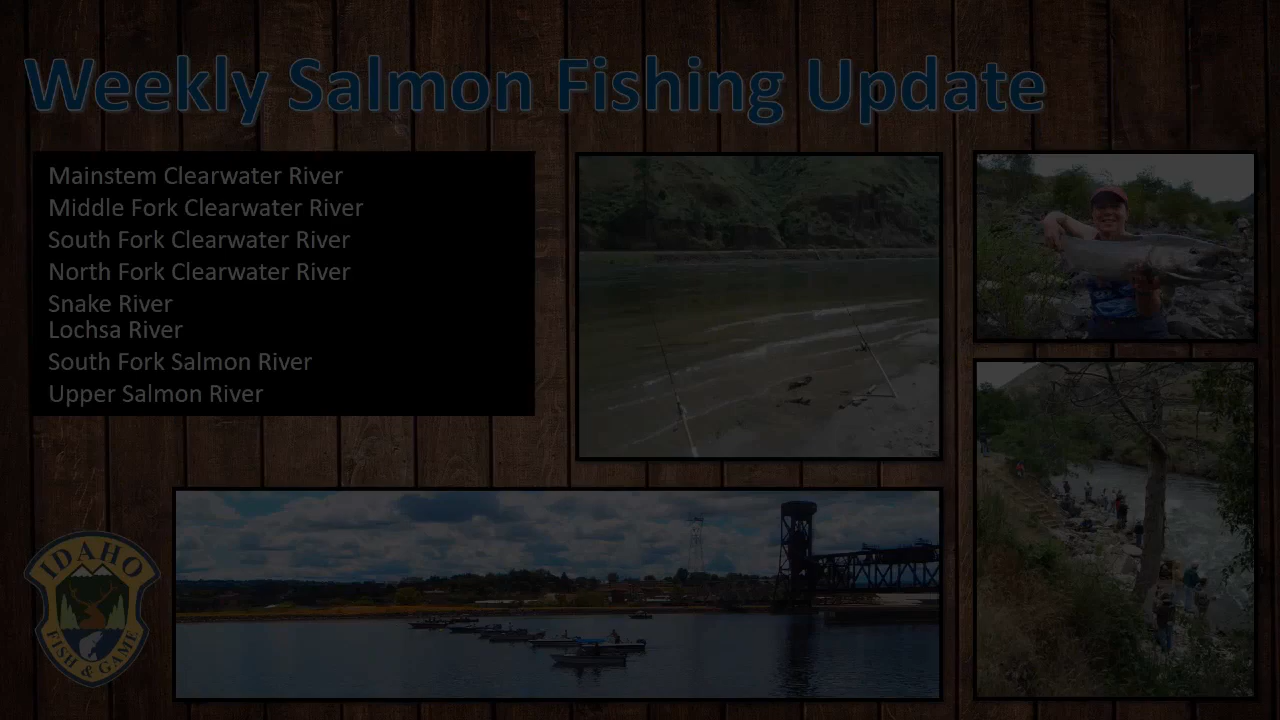 Weekly Salmon Fishing Update
Mainstem Clearwater River
Middle Fork Clearwater River
South Fork Clearwater River
North Fork Clearwater River
Snake River
Lochsa River
South Fork Salmon River
Upper Salmon River
IDAHO
FISH & GAME